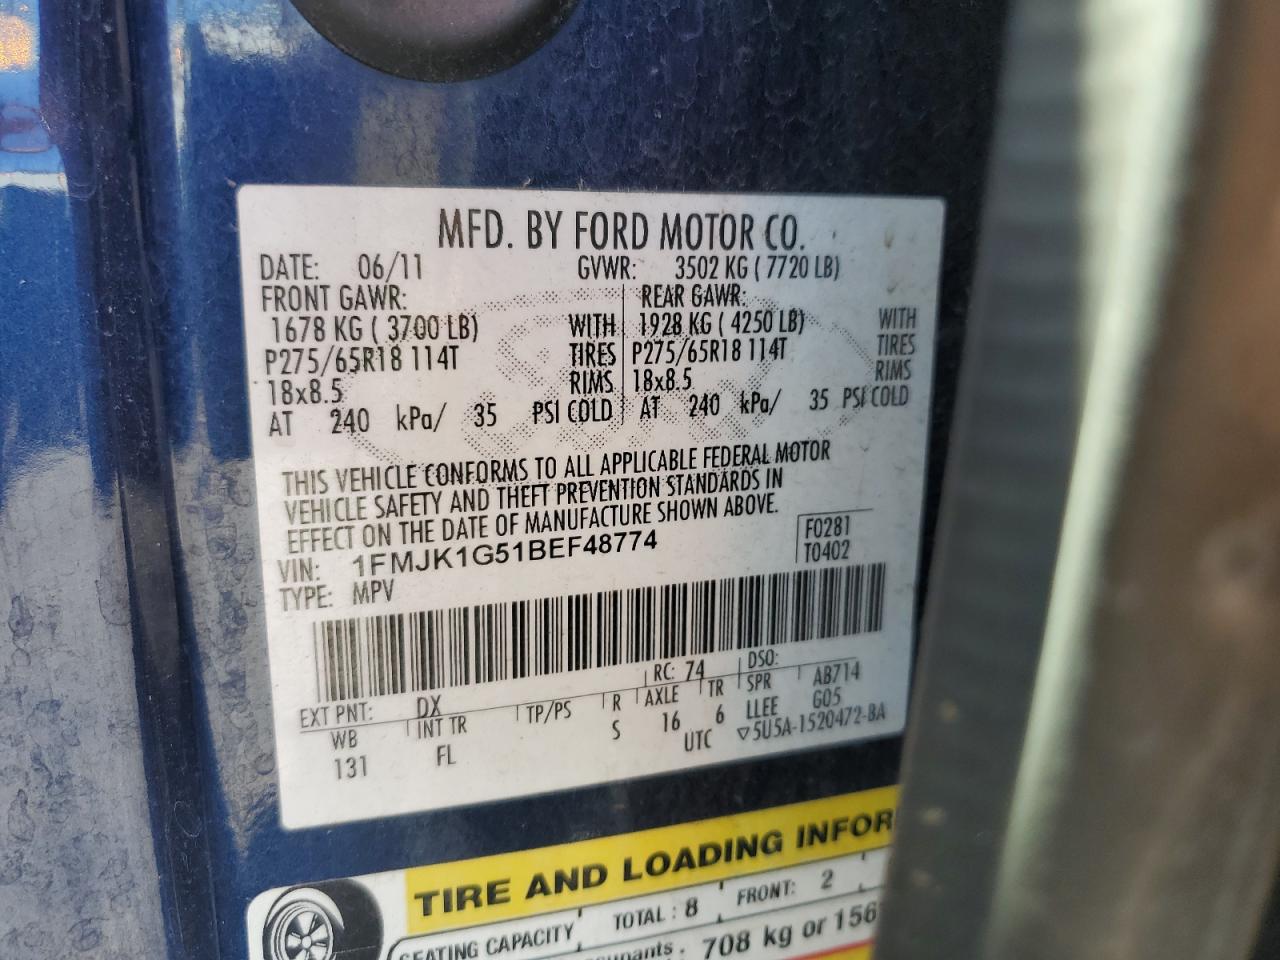 MFD. BY FORD MOTOR CO.
DATE: 06/11 GVWR: 3502 KG ( 7720 LB)
FRONT GAWR: REAR GAWR:
1678 KG ( 3700 LB) WITH 1928 KG ( 4250 LB) WITH
P275/65R18 114T TIRES P275/65R18 114T TIRES
18x8.5 RIMS 18x8.5 RIMS
AT 240 kPa/ 35 PSI COLD AT 240 kPa/ 35 PSI COLD
THIS VEHICLE CONFORMS TO ALL APPLICABLE FEDERAL MOTOR
VEHICLE SAFETY AND THEFT PREVENTION STANDARDS IN
EFFECT ON THE DATE OF MANUFACTURE SHOWN ABOVE.
VIN: 1FMJK1G51BEF48774 F0281
TYPE: MPV T0402
EXT PNT: DX RC: 74 DSO:
WB INT TR TP/PS R AXLE TR SPR AB714
131 FL S 16 6 LLEE G05
UTC ▽5U5A-1520472-BA
TIRE AND LOADING INFOR
SEATING CAPACITY TOTAL : 8 FRONT: 2
upants. 708 kg or 156